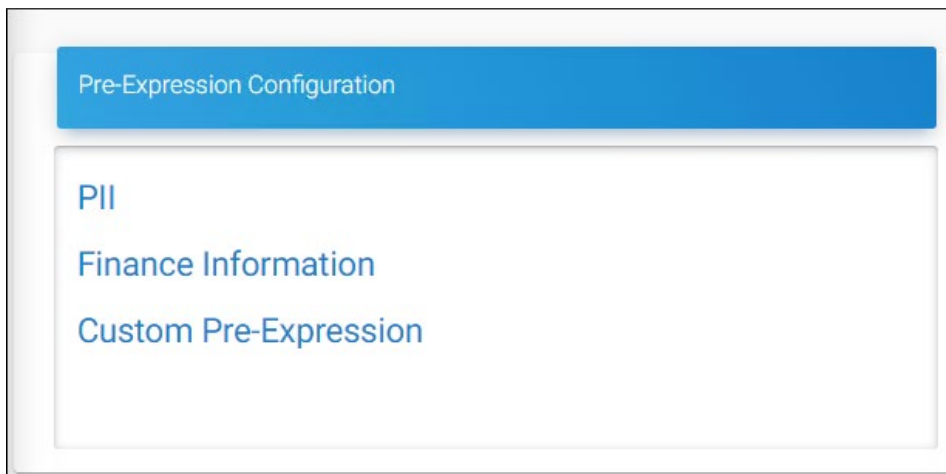 Pre-Expression Configuration
PII
Finance Information
Custom Pre-Expression